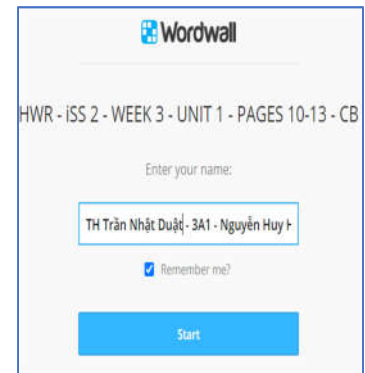 Wordwall
HWR - iSS 2 - WEEK 3 - UNIT 1 - PAGES 10-13 - CB
Enter your name:
TH Trần Nhật Duật - 3A1 - Nguyễn Huy
Remember me?
Start